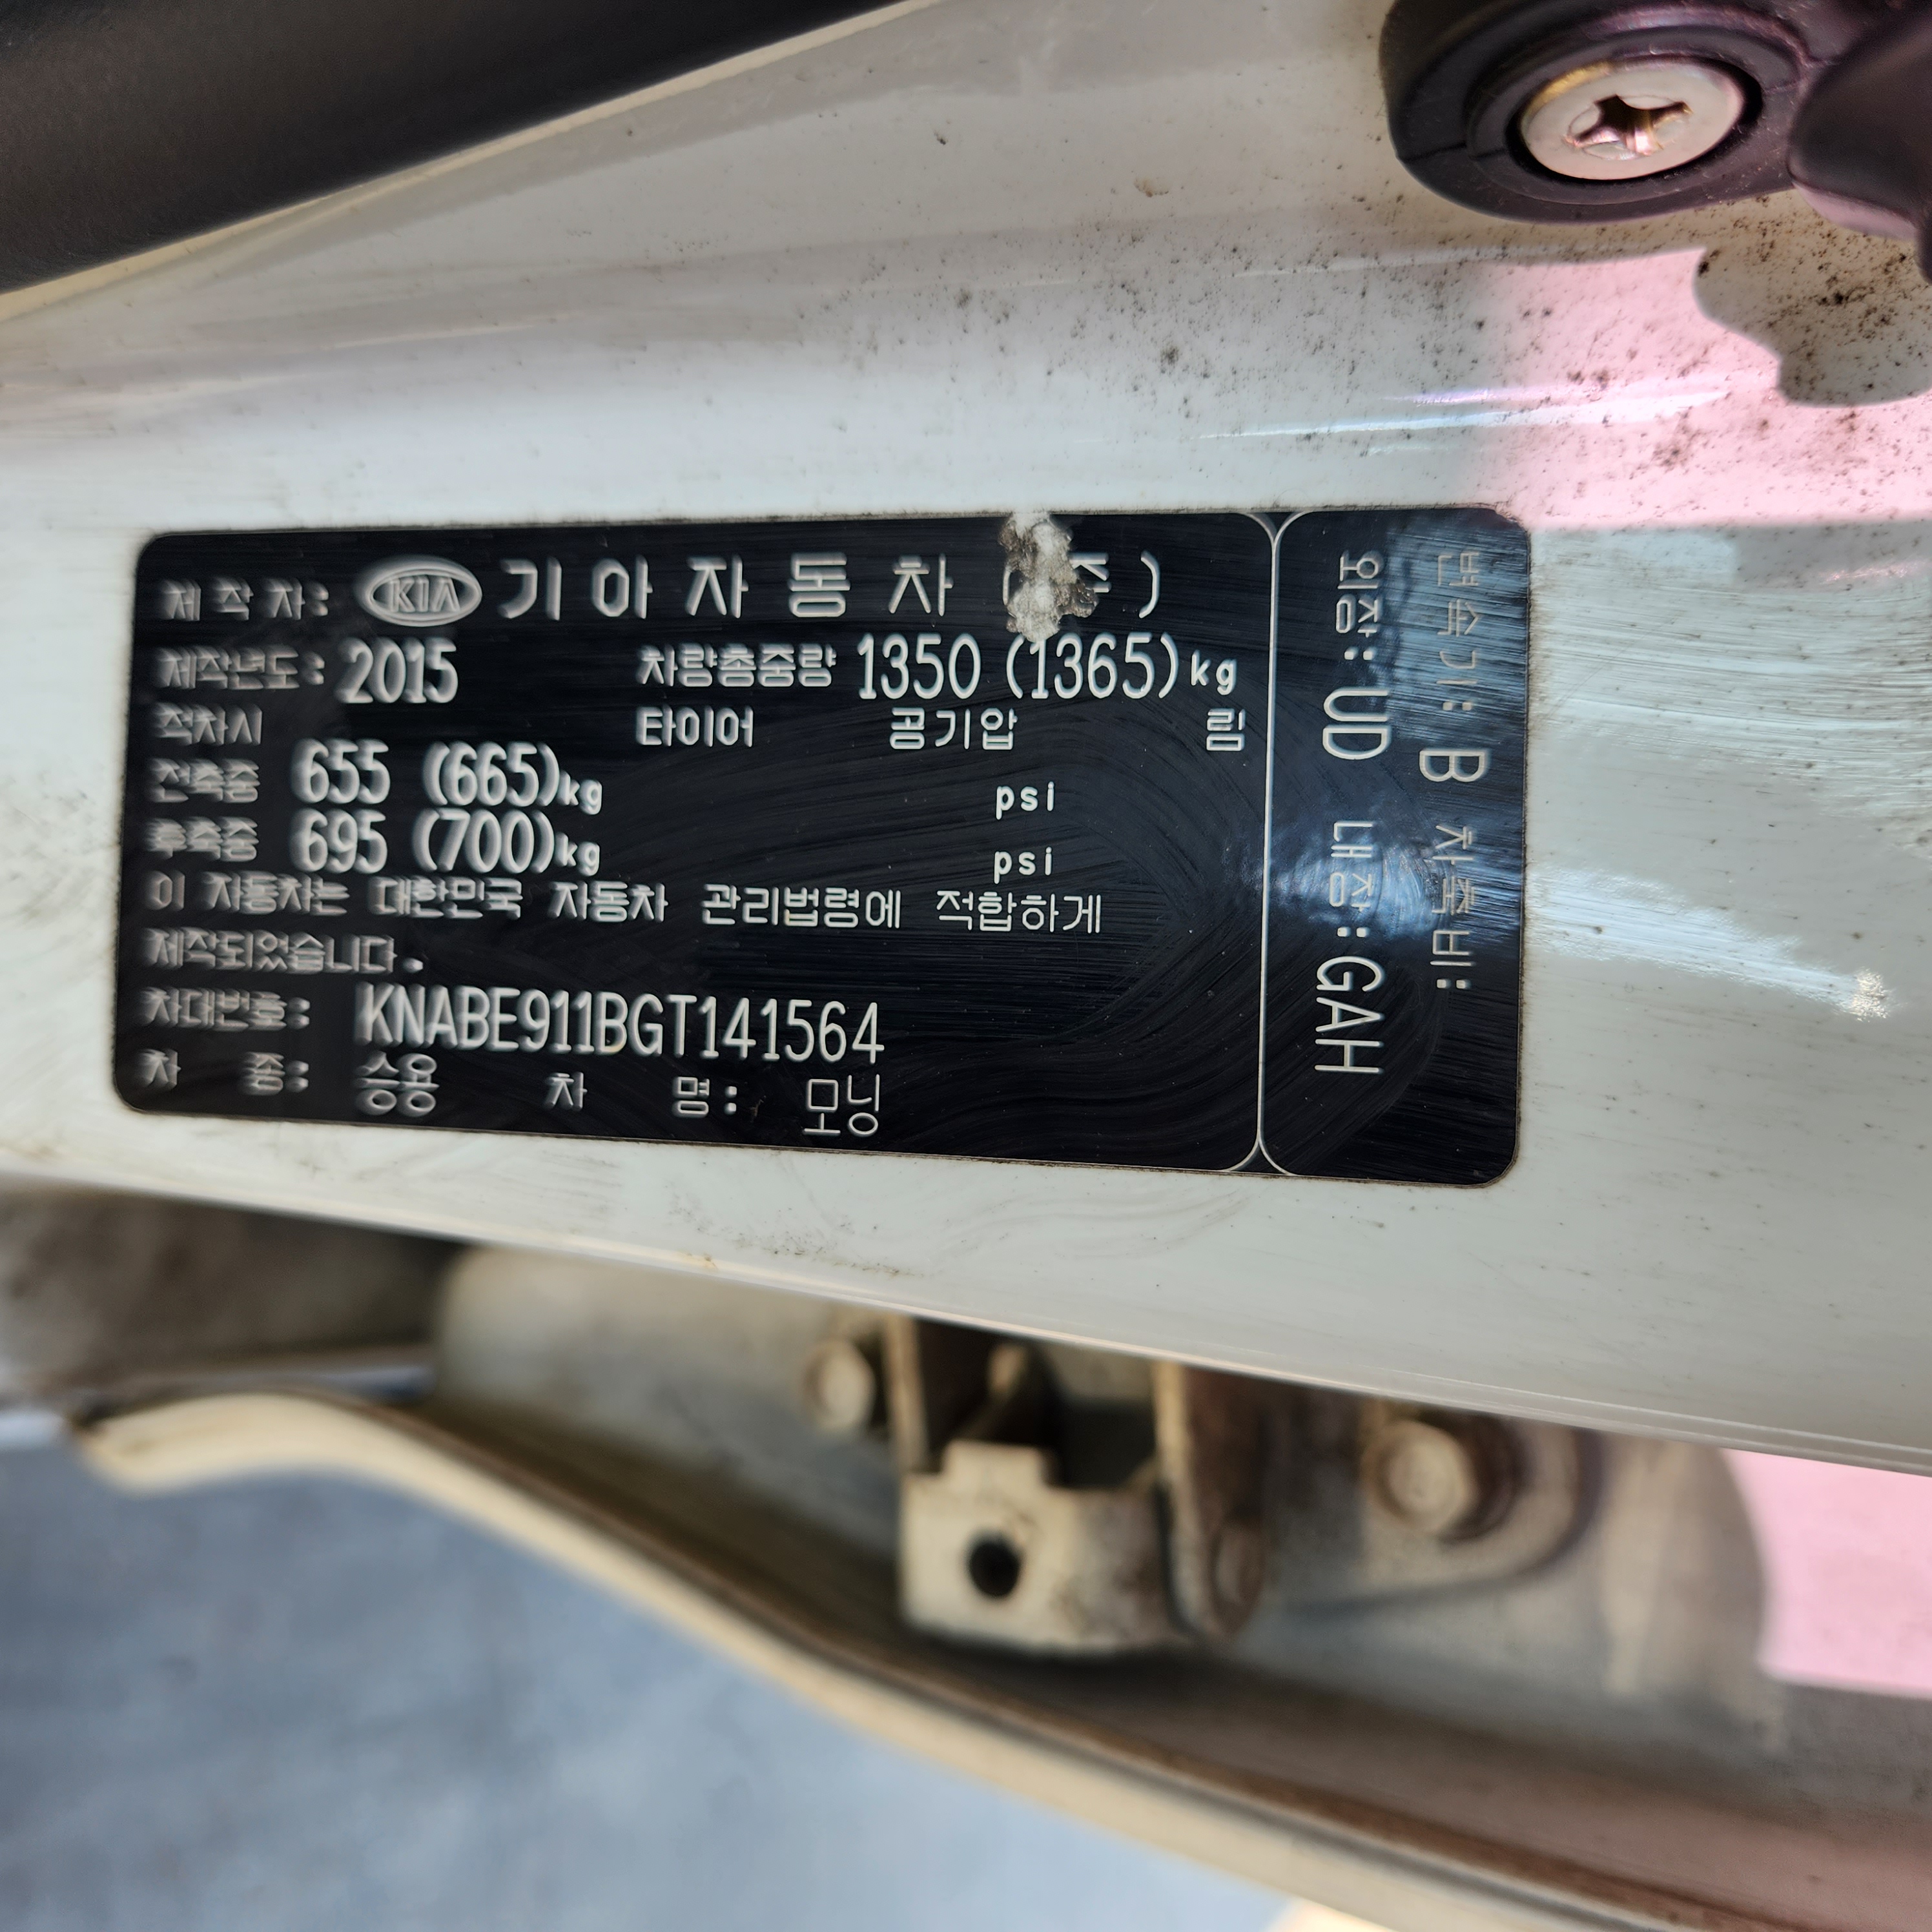 제작자: KIA 기아자동차 (주)
제작년도: 2015 차량총중량 1350 (1365)kg
적차시 타이어 공기압 림
전축중 655 (665)kg psi
후축중 695 (700)kg psi
이 자동차는 대한민국 자동차 관리법령에 적합하게
제작되었습니다.
차대번호: KNABE911BGT141564
차 종: 승용 차 명: 모닝
변속기: B 차축비:
외장: UD 내장:GAH